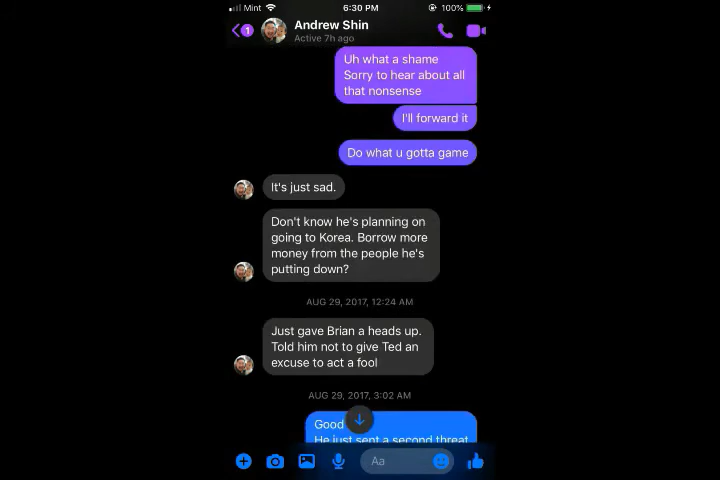 Mint 6:30 PM 100%
1 Andrew Shin
Active 7h ago
Uh what a shame
Sorry to hear about all
that nonsense
I'll forward it
Do what u gotta game
It's just sad.
Don't know he's planning on
going to Korea. Borrow more
money from the people he's
putting down?
AUG 29, 2017, 12:24 AM
Just gave Brian a heads up.
Told him not to give Ted an
excuse to act a fool
AUG 29, 2017, 3:02 AM
Good
He just sent a second threat
Aa